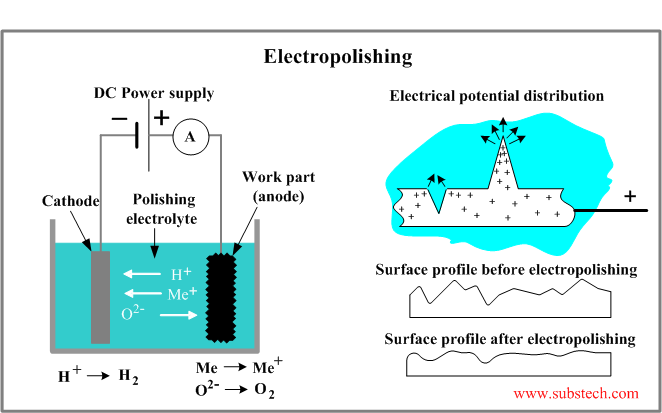 Electropolishing
DC Power supply
− +
A
Cathode
Polishing
electrolyte
Work part
(anode)
H+
Me+
O2-
H+ → H2
Me → Me+
O2- → O2
Electrical potential distribution
+
Surface profile before electropolishing
Surface profile after electropolishing
www.substech.com